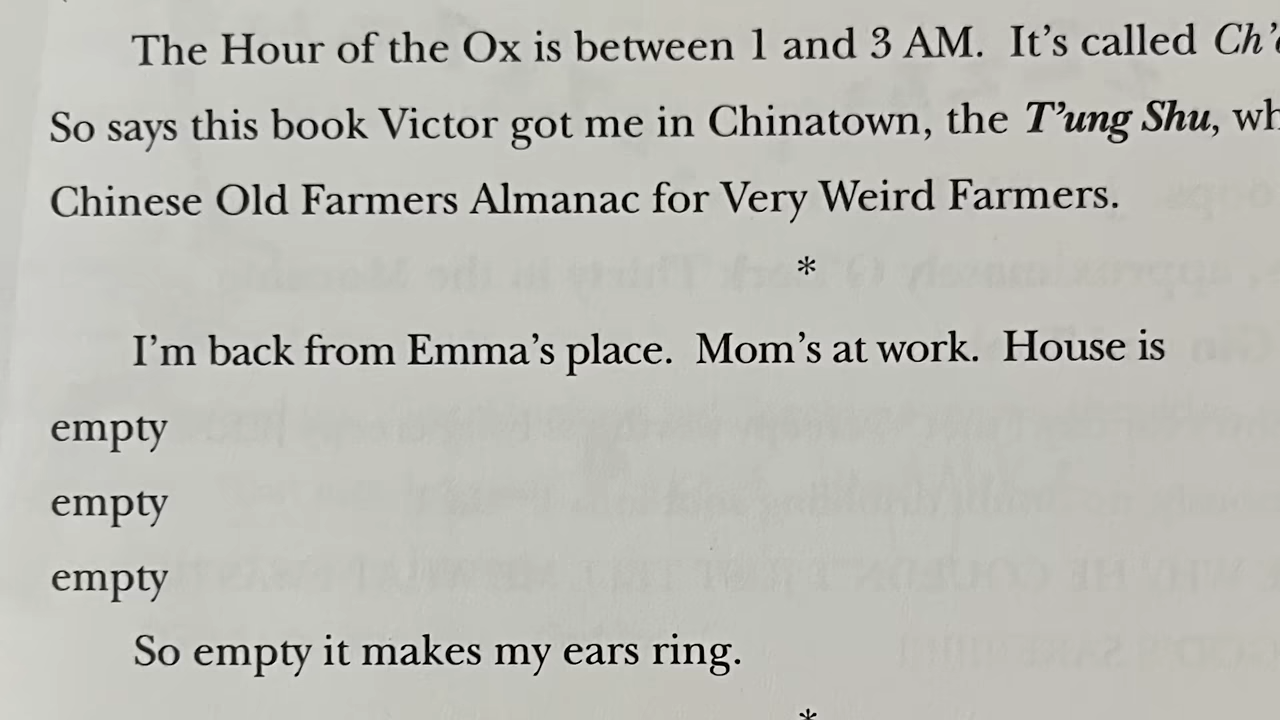 The Hour of the Ox is between 1 and 3 AM. It's called
So says this book Victor got me in Chinatown, the T'ung Shu,
Chinese Old Farmers Almanac for Very Weird Farmers.
*
I'm back from Emma's place. Mom's at work. House is
empty
empty
empty
So empty it makes my ears ring.
*